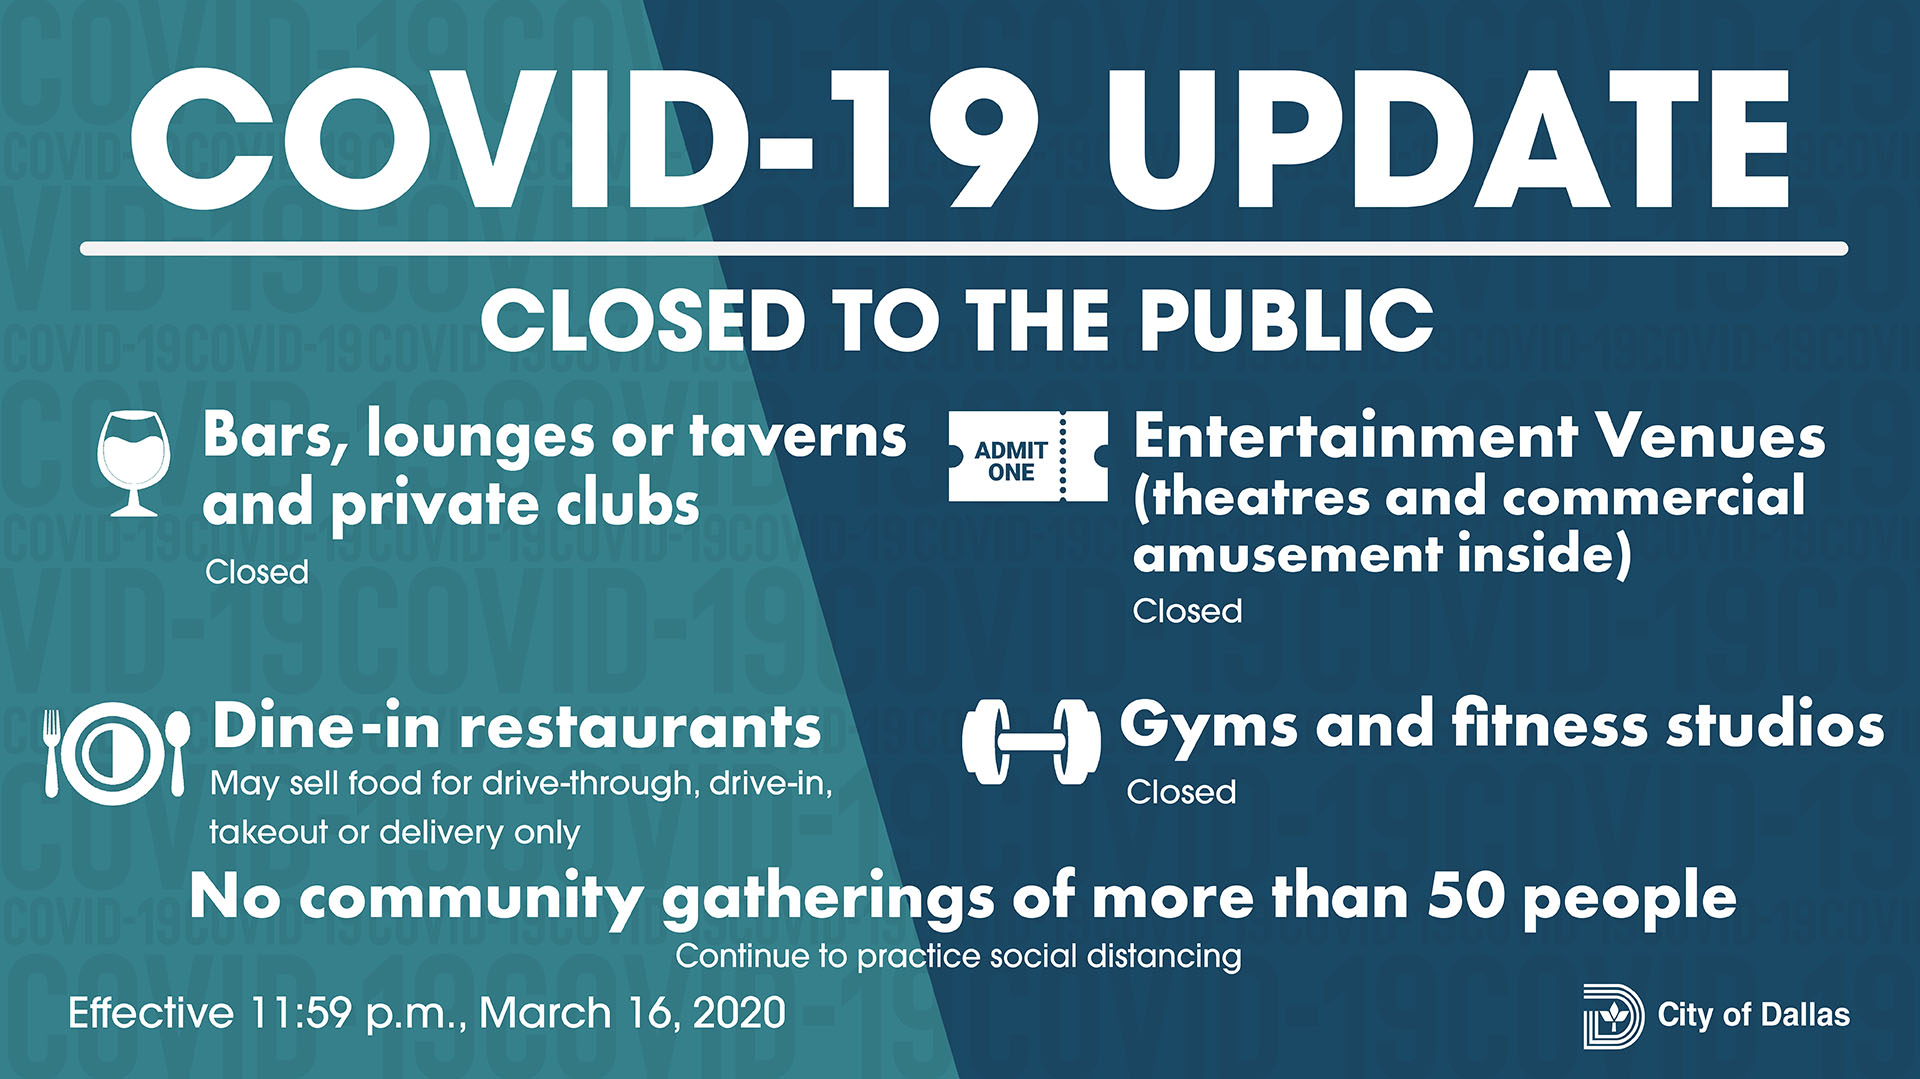 COVID-19 UPDATE
CLOSED TO THE PUBLIC
Bars, lounges or taverns
and private clubs
Closed
ADMIT
ONE
Entertainment Venues
(theatres and commercial
amusement inside)
Closed
Dine-in restaurants
May sell food for drive-through, drive-in,
takeout or delivery only
Gyms and fitness studios
Closed
No community gatherings of more than 50 people
Continue to practice social distancing
Effective 11:59 p.m., March 16, 2020
City of Dallas